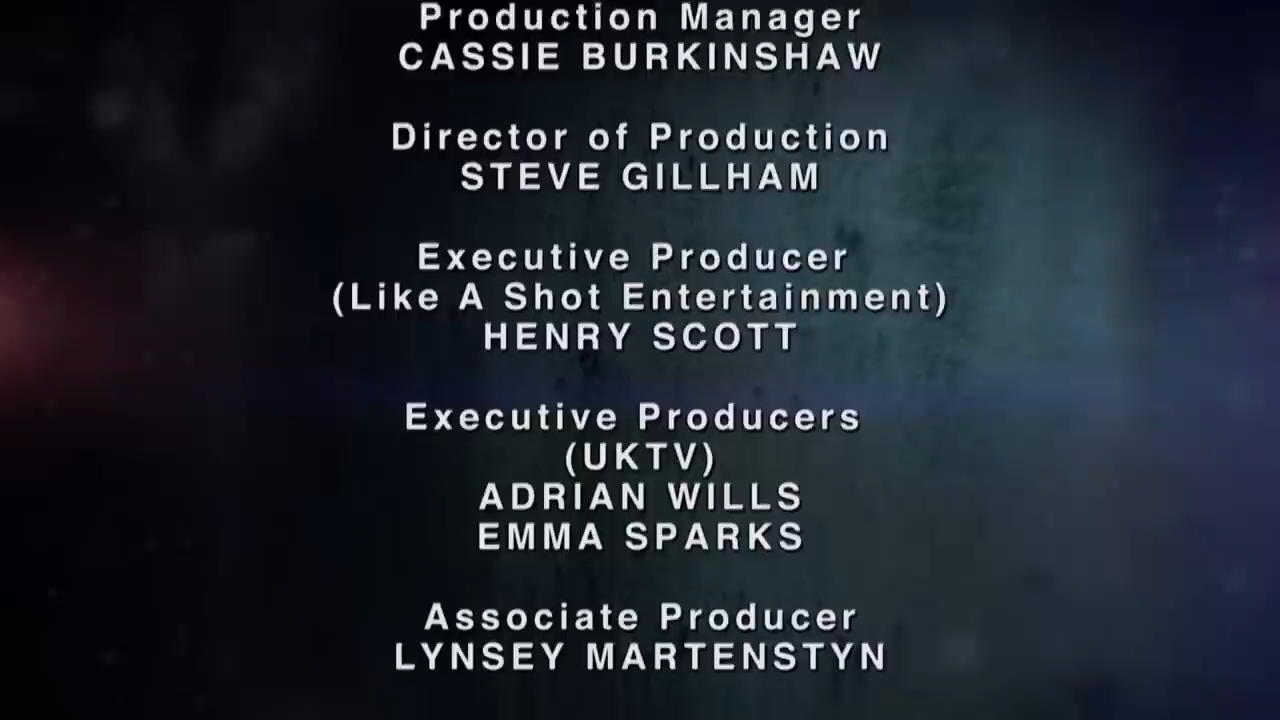 Production Manager
CASSIE BURKINSHAW
Director of Production
STEVE GILLHAM
Executive Producer
(Like A Shot Entertainment)
HENRY SCOTT
Executive Producers
(UKTV)
ADRIAN WILLS
EMMA SPARKS
Associate Producer
LYNSEY MARTENSTYN